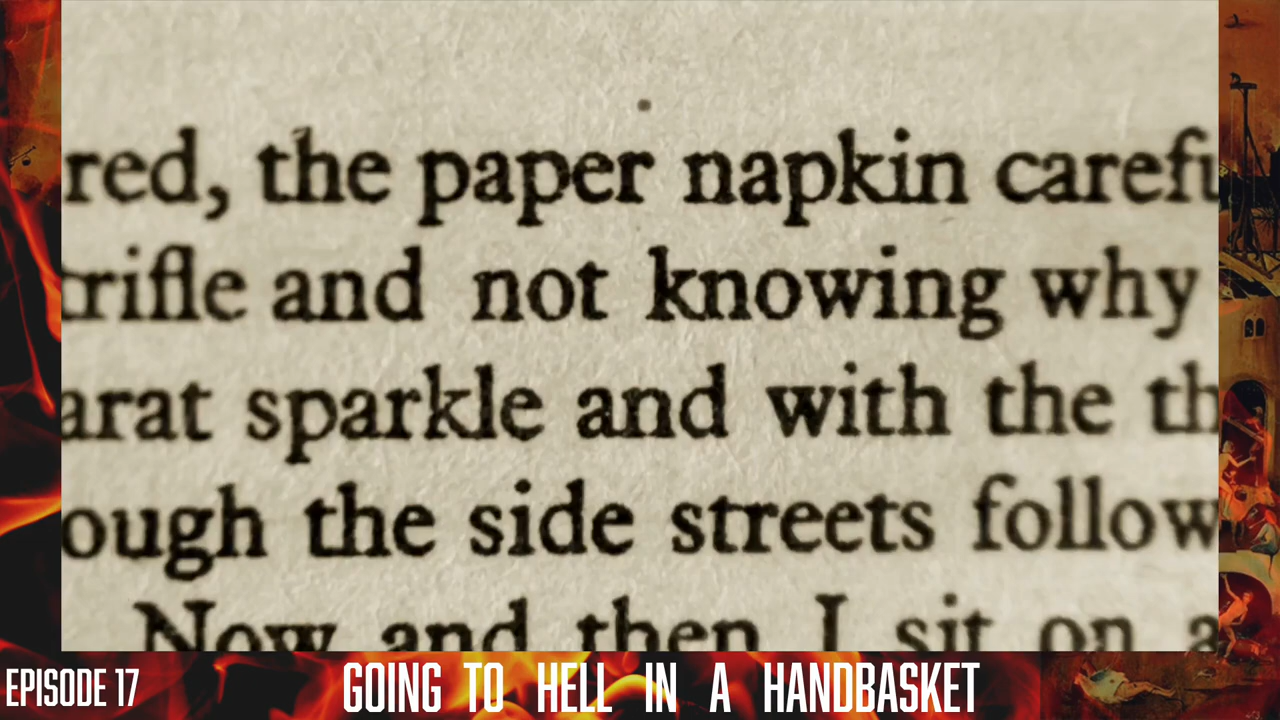 red, the paper napkin carefu
trifle and not knowing why
arat sparkle and with the th
ough the side streets follow
Now and then I sit on a
EPISODE 17
GOING TO HELL IN A HANDBASKET